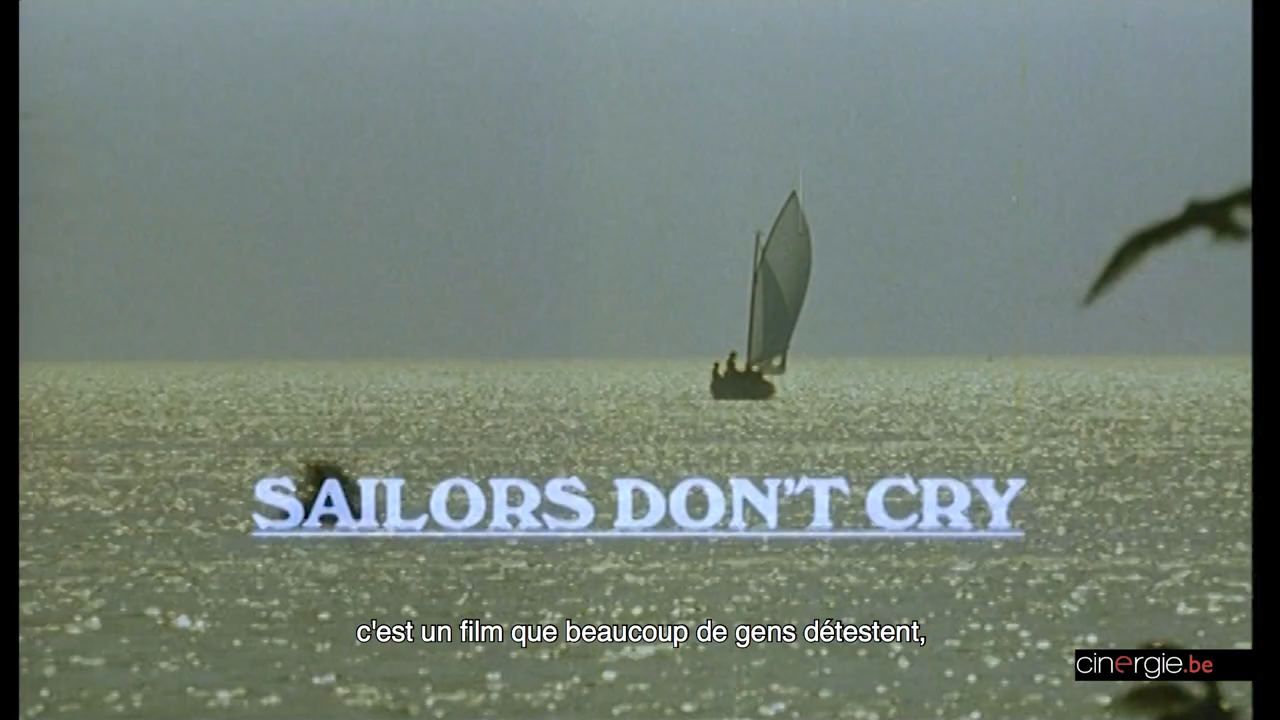 SAILORS DON'T CRY
c'est un film que beaucoup de gens détestent,
cinergie.be